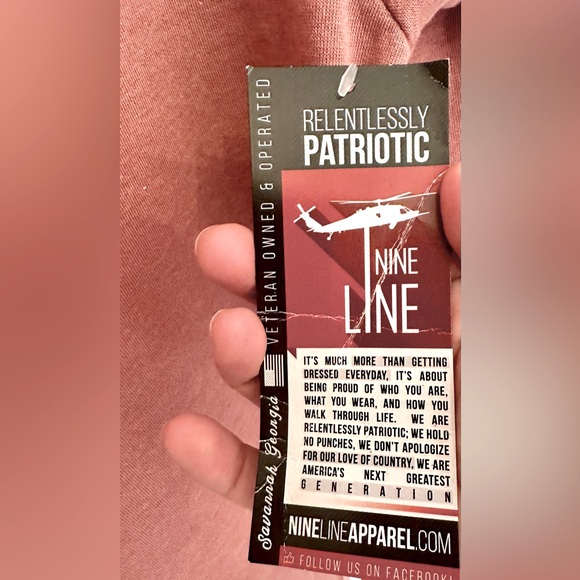 RELENTLESSLY
PATRIOTIC
NINE
LINE
IT'S MUCH MORE THAN GETTING
DRESSED EVERYDAY, IT'S ABOUT
BEING PROUD OF WHO YOU ARE,
WHAT YOU WEAR, AND HOW YOU
WALK THROUGH LIFE. WE ARE
RELENTLESSLY PATRIOTIC; WE HOLD
NO PUNCHES, WE DON'T APOLOGIZE
FOR OUR LOVE OF COUNTRY, WE ARE
AMERICA'S NEXT GREATEST
GENERATION
NINELINEAPPAREL.COM
FOLLOW US ON FACEBOOK!
VETERAN OWNED & OPERATED
Savannah Georgia